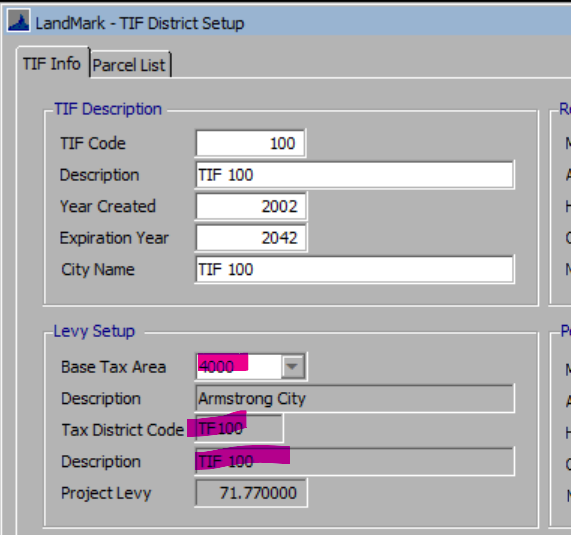 LandMark - TIF District Setup
TIF Info Parcel List
TIF Description
TIF Code 100
Description TIF 100
Year Created 2002
Expiration Year 2042
City Name TIF 100
Levy Setup
Base Tax Area 4000
Description Armstrong City
Tax District Code TF100
Description TIF 100
Project Levy 71.770000